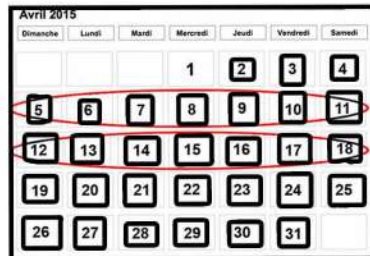 Avril 2015
Dimanche Lundi Mardi Mercredi Jeudi Vendredi Samedi
1 2 3 4
5 6 7 8 9 10 11
12 13 14 15 16 17 18
19 20 21 22 23 24 25
26 27 28 29 30 31